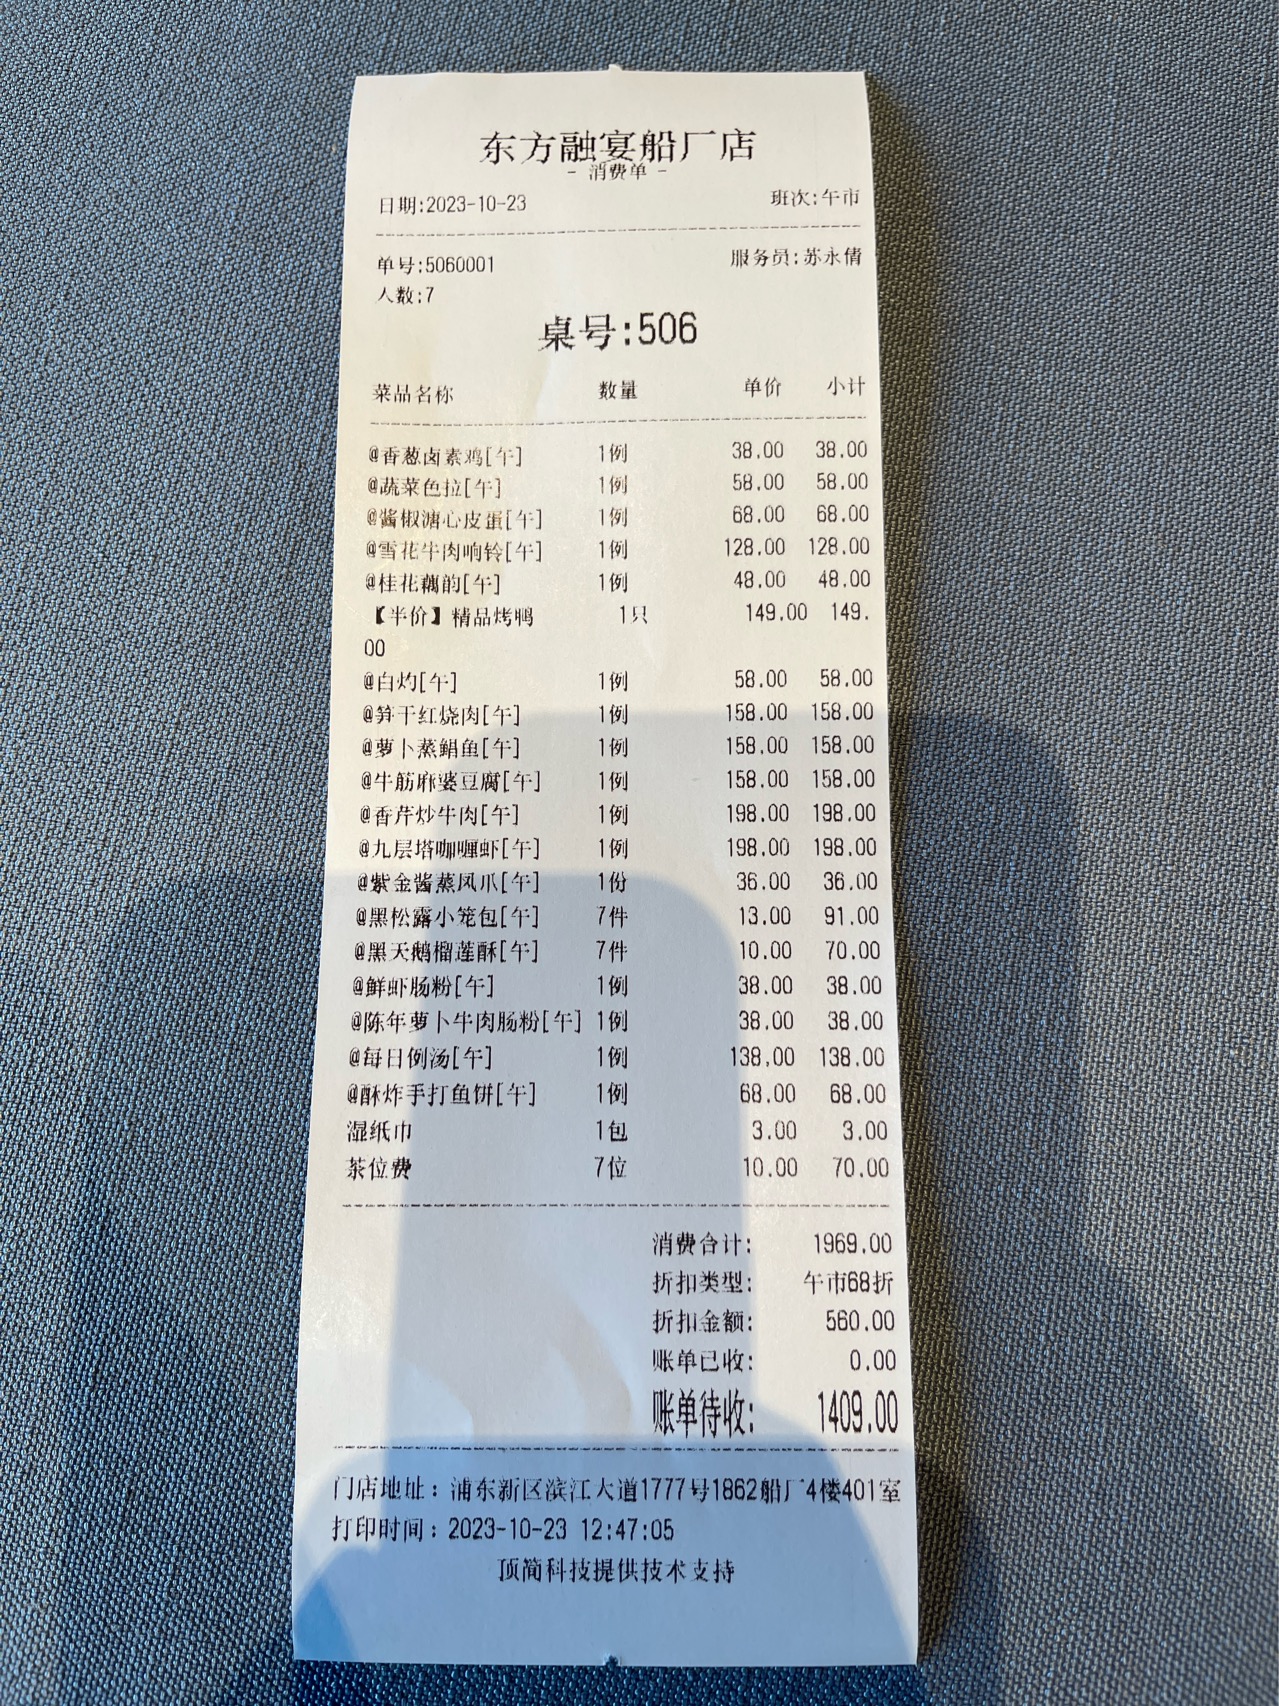 东方融宴船厂店
- 消费单 -
日期:2023-10-23 班次:午市
单号:5060001 服务员:苏永倩
人数:7
桌号:506
菜品名称 数量 单价 小计
@香葱卤素鸡[午] 1例 38.00 38.00
@蔬菜色拉[午] 1例 58.00 58.00
@酱椒溏心皮蛋[午] 1例 68.00 68.00
@雪花牛肉响铃[午] 1例 128.00 128.00
@桂花藕韵[午] 1例 48.00 48.00
【半价】精品烤鸭 1只 149.00 149.
00
@白灼[午] 1例 58.00 58.00
@笋干红烧肉[午] 1例 158.00 158.00
@萝卜蒸鲳鱼[午] 1例 158.00 158.00
@牛筋麻婆豆腐[午] 1例 158.00 158.00
@香芹炒牛肉[午] 1例 198.00 198.00
@九层塔咖喱虾[午] 1例 198.00 198.00
@紫金酱蒸凤爪[午] 1份 36.00 36.00
@黑松露小笼包[午] 7件 13.00 91.00
@黑天鹅榴莲酥[午] 7件 10.00 70.00
@鲜虾肠粉[午] 1例 38.00 38.00
@陈年萝卜牛肉肠粉[午] 1例 38.00 38.00
@每日例汤[午] 1例 138.00 138.00
@酥炸手打鱼饼[午] 1例 68.00 68.00
湿纸巾 1包 3.00 3.00
茶位费 7位 10.00 70.00
消费合计: 1969.00
折扣类型: 午市68折
折扣金额: 560.00
账单已收: 0.00
账单待收: 1409.00
门店地址：浦东新区滨江大道1777号1862船厂4楼401室
打印时间：2023-10-23 12:47:05
顶简科技提供技术支持